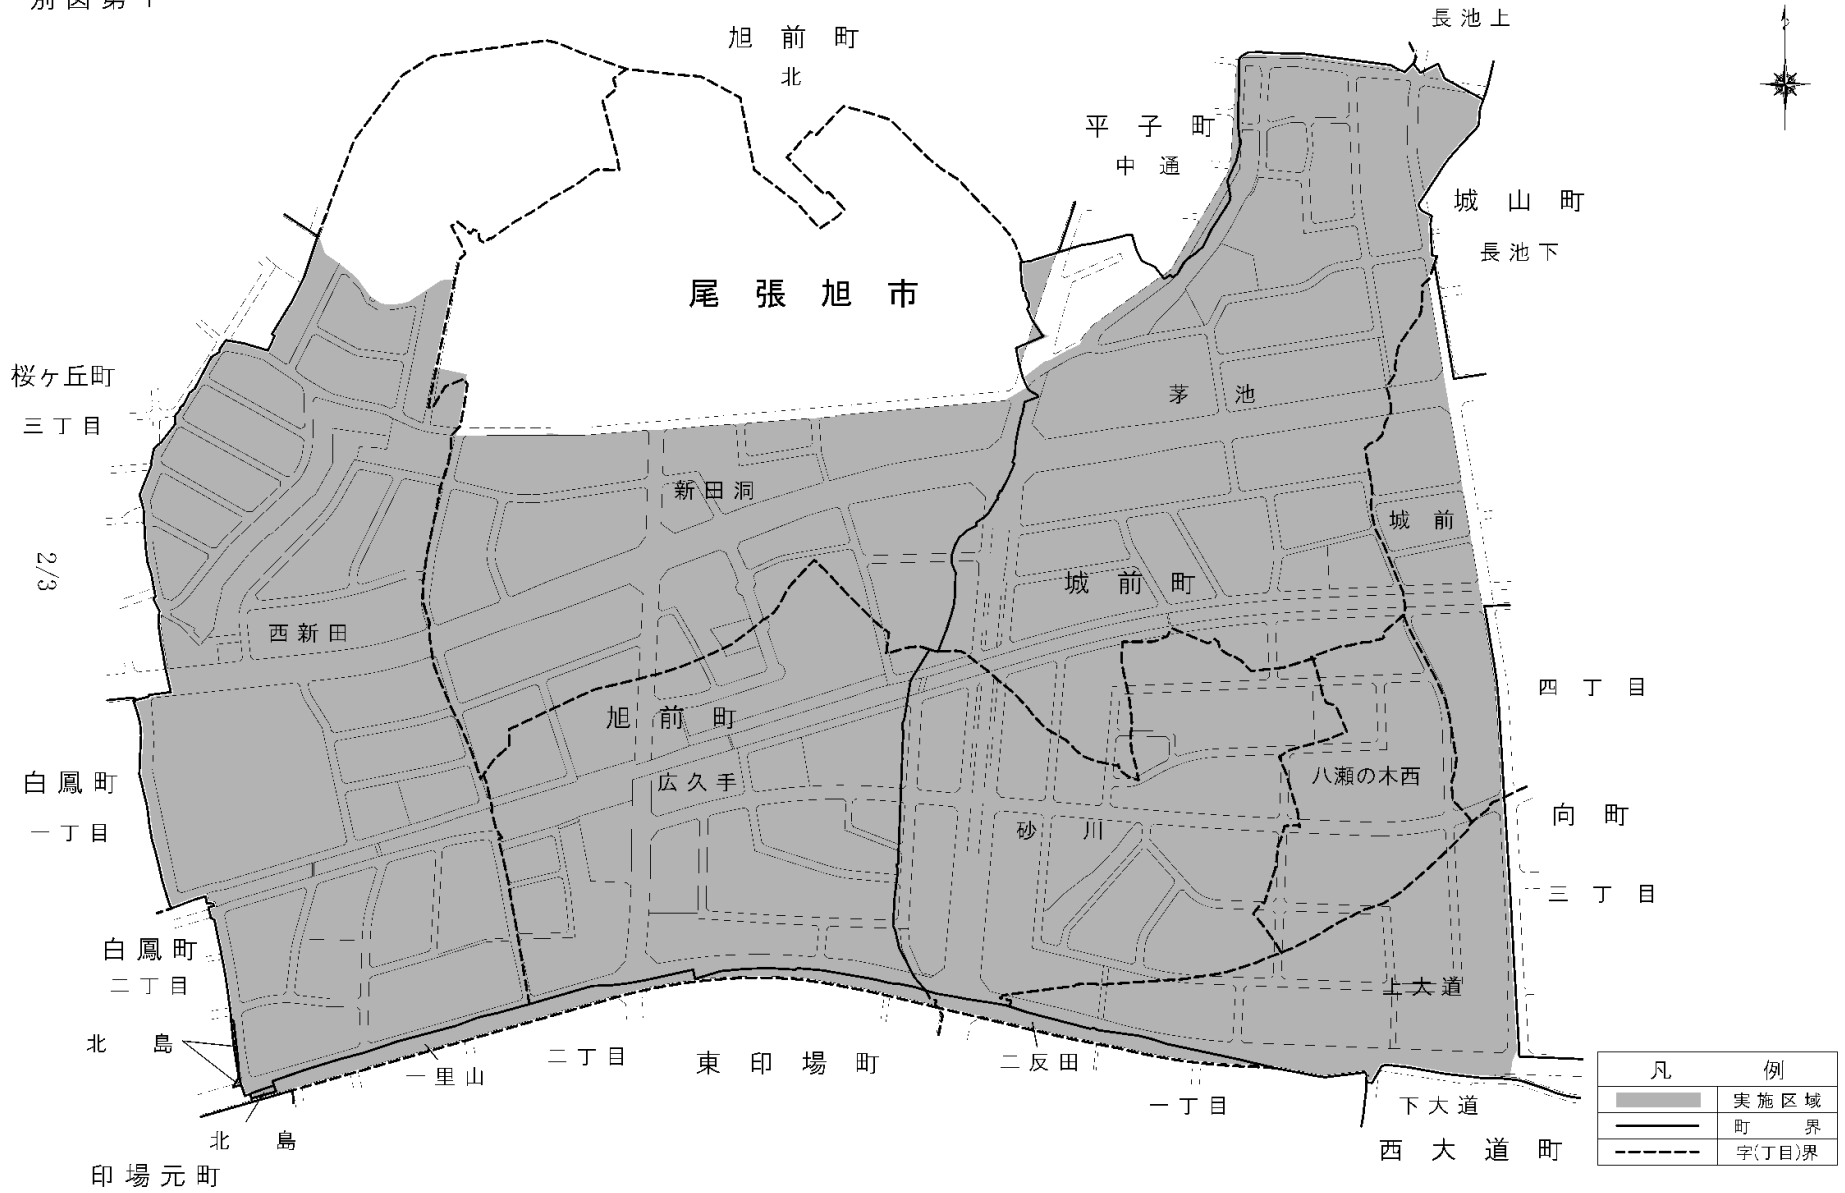 別図第1
長池上
旭前町
北
平子町
中通
城山町
長池下
尾張旭市
桜ケ丘町
三丁目
茅池
新田洞
城前
2/3
城前町
西新田
四丁目
旭前町
白鳳町
一丁目
広久手
八瀬の木西
砂川
向町
三丁目
白鳳町
二丁目
上大道
北島
一里山
二丁目
東印場町
二反田
一丁目
下大道
西大道町
北島
印場元町
凡例
実施区域
町界
字(丁目)界